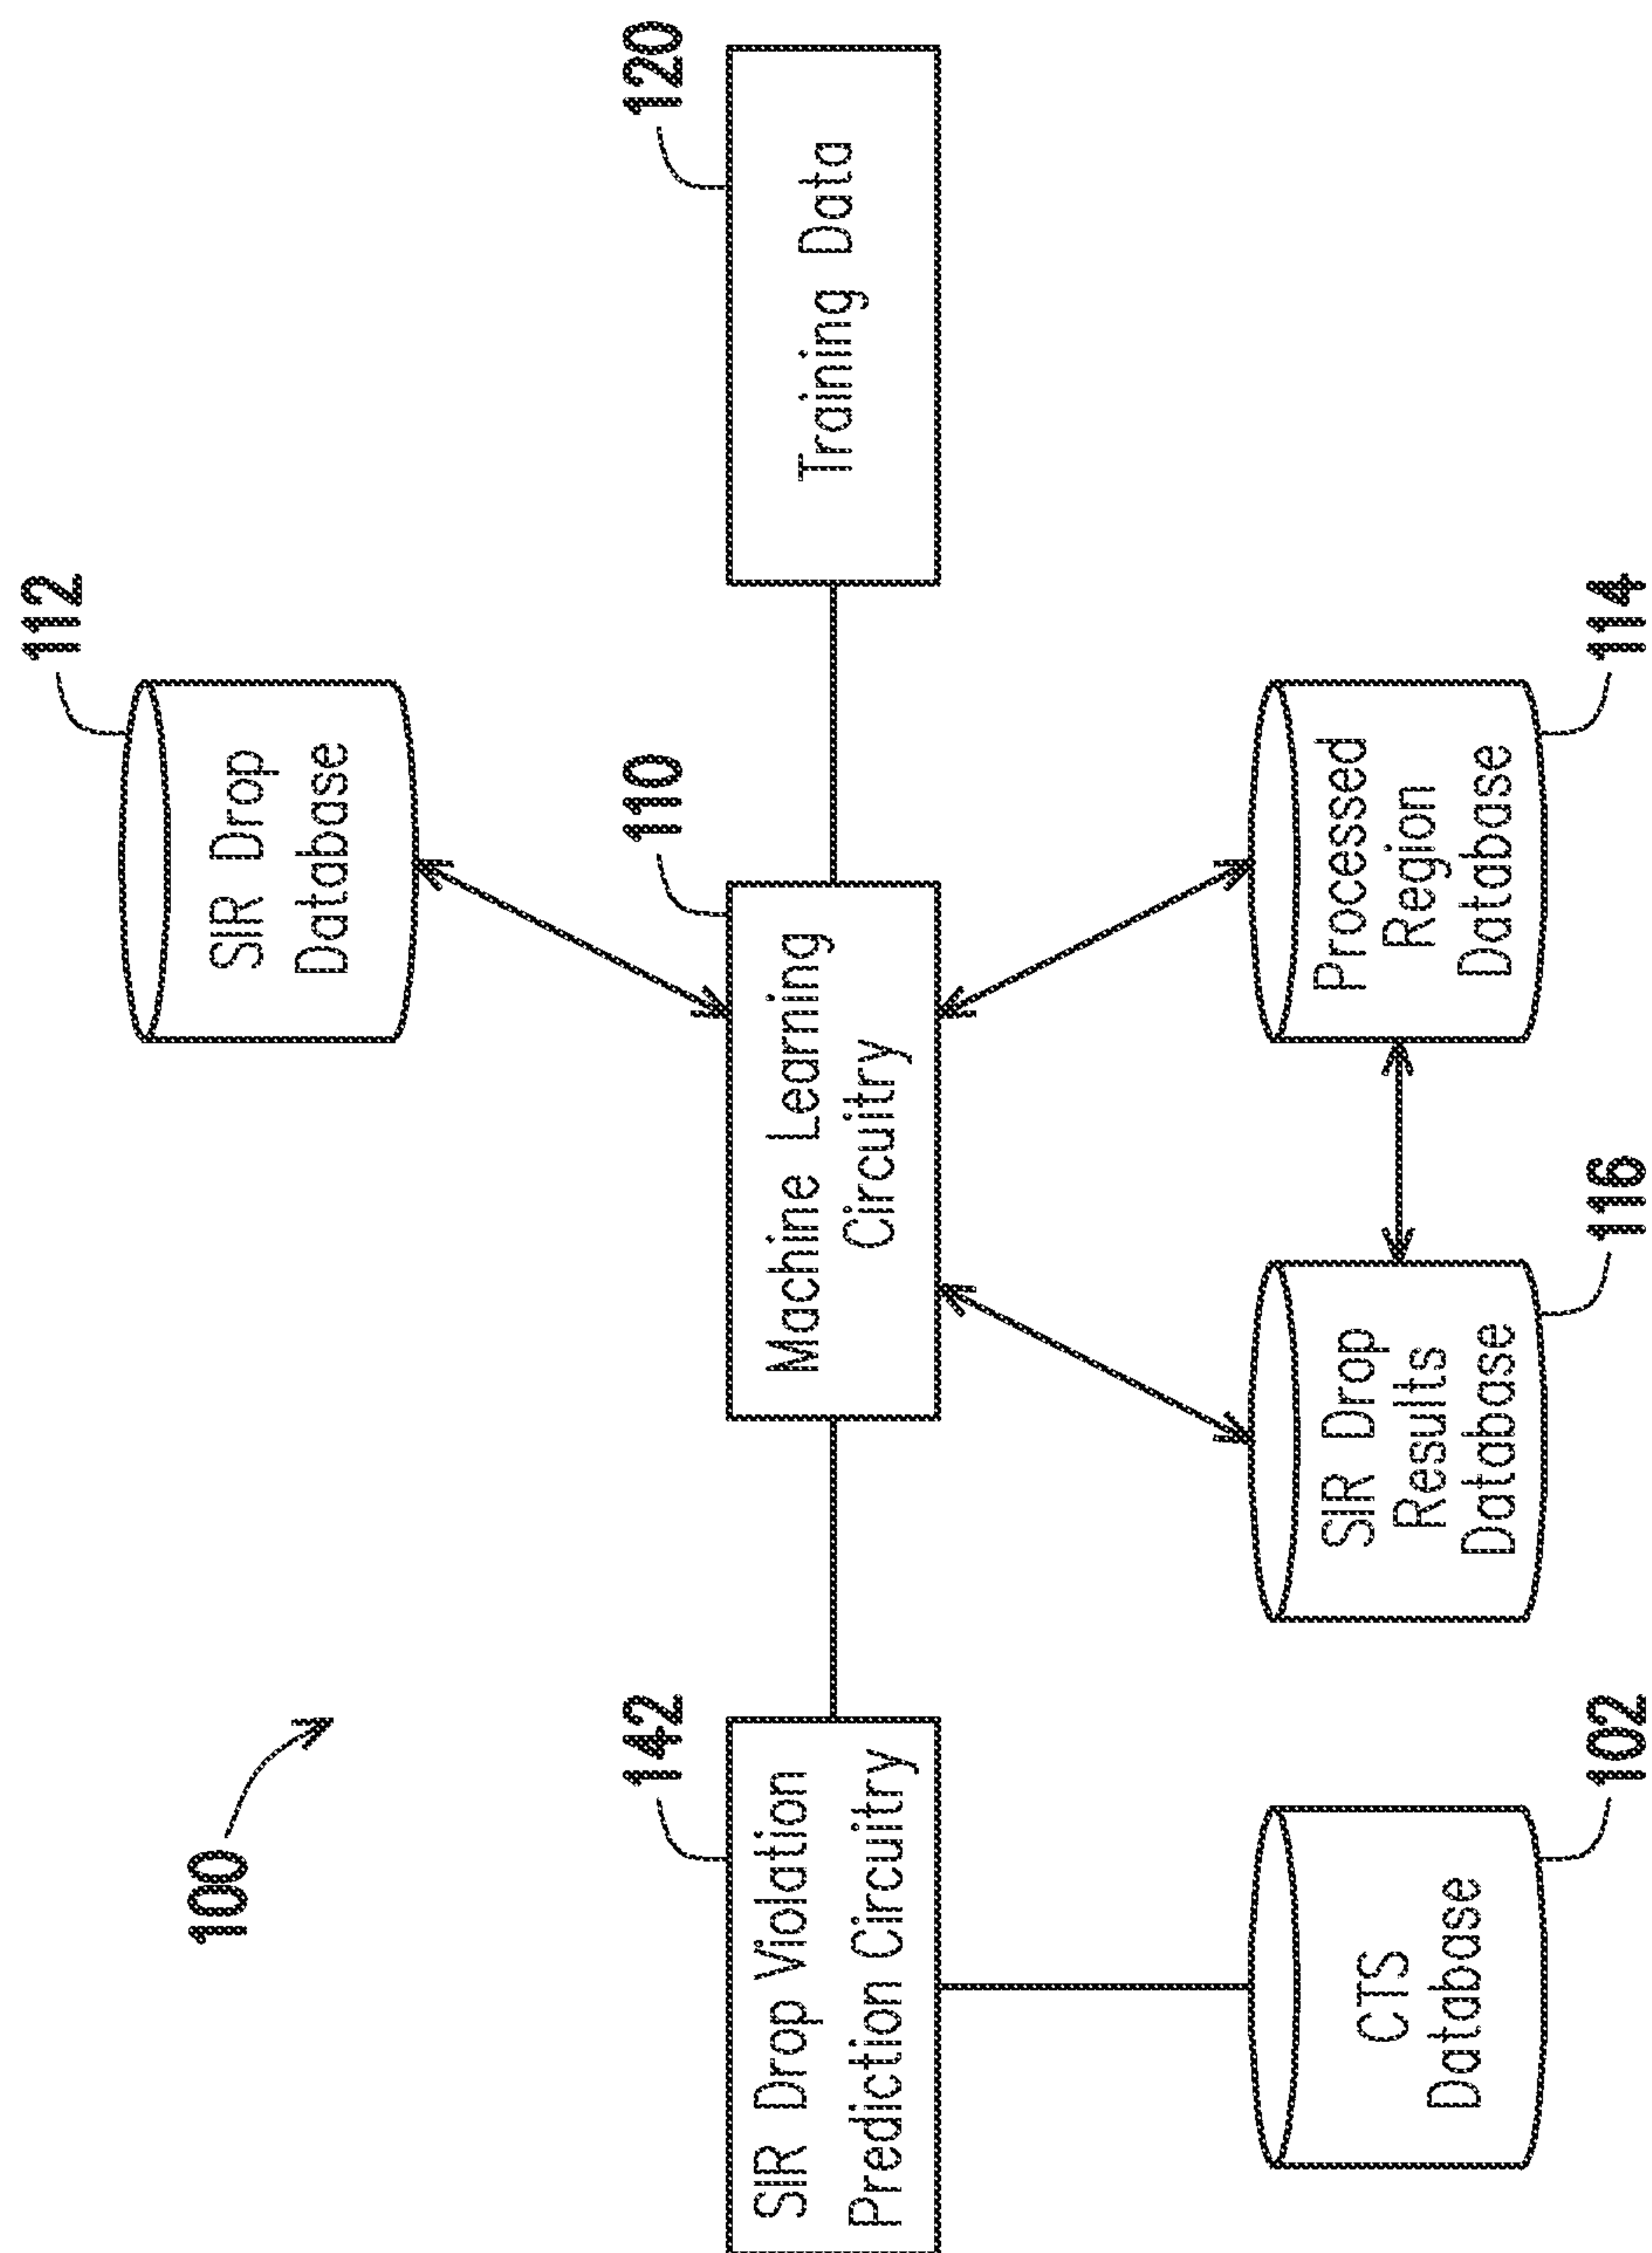 100
112
SIR Drop
Database
142
SIR Drop Violation
Prediction Circuitry
110
Machine Learning
Circuitry
120
Training Data
CTS
Database
102
SIR Drop
Results
Database
116
Processed
Region
Database
114